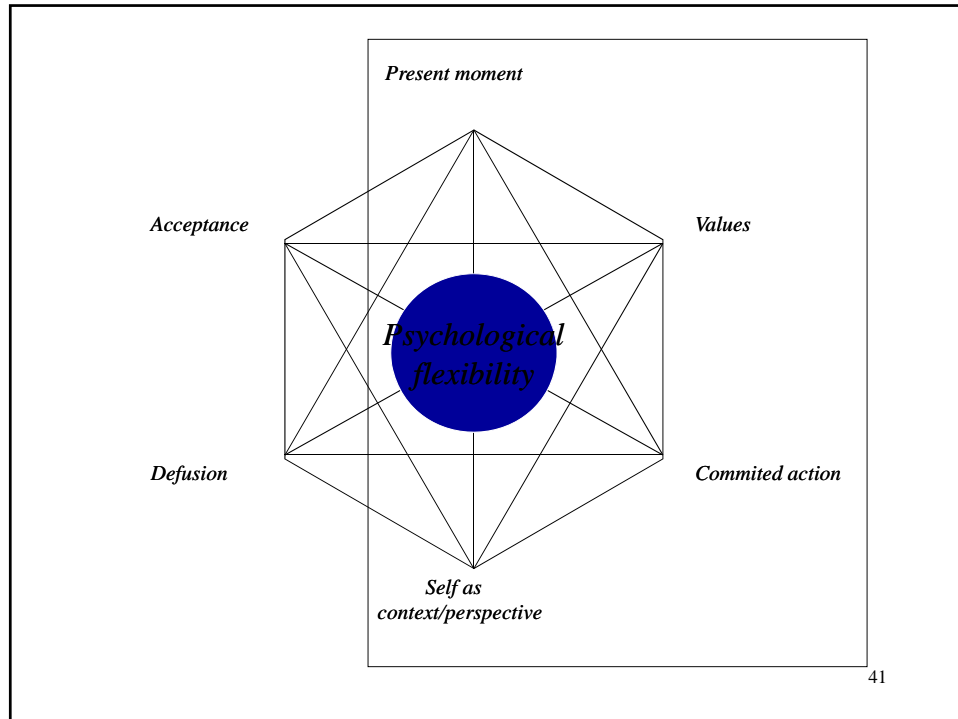 Present moment
Acceptance
Values
Psychological
flexibility
Defusion
Commited action
Self as
context/perspective
41